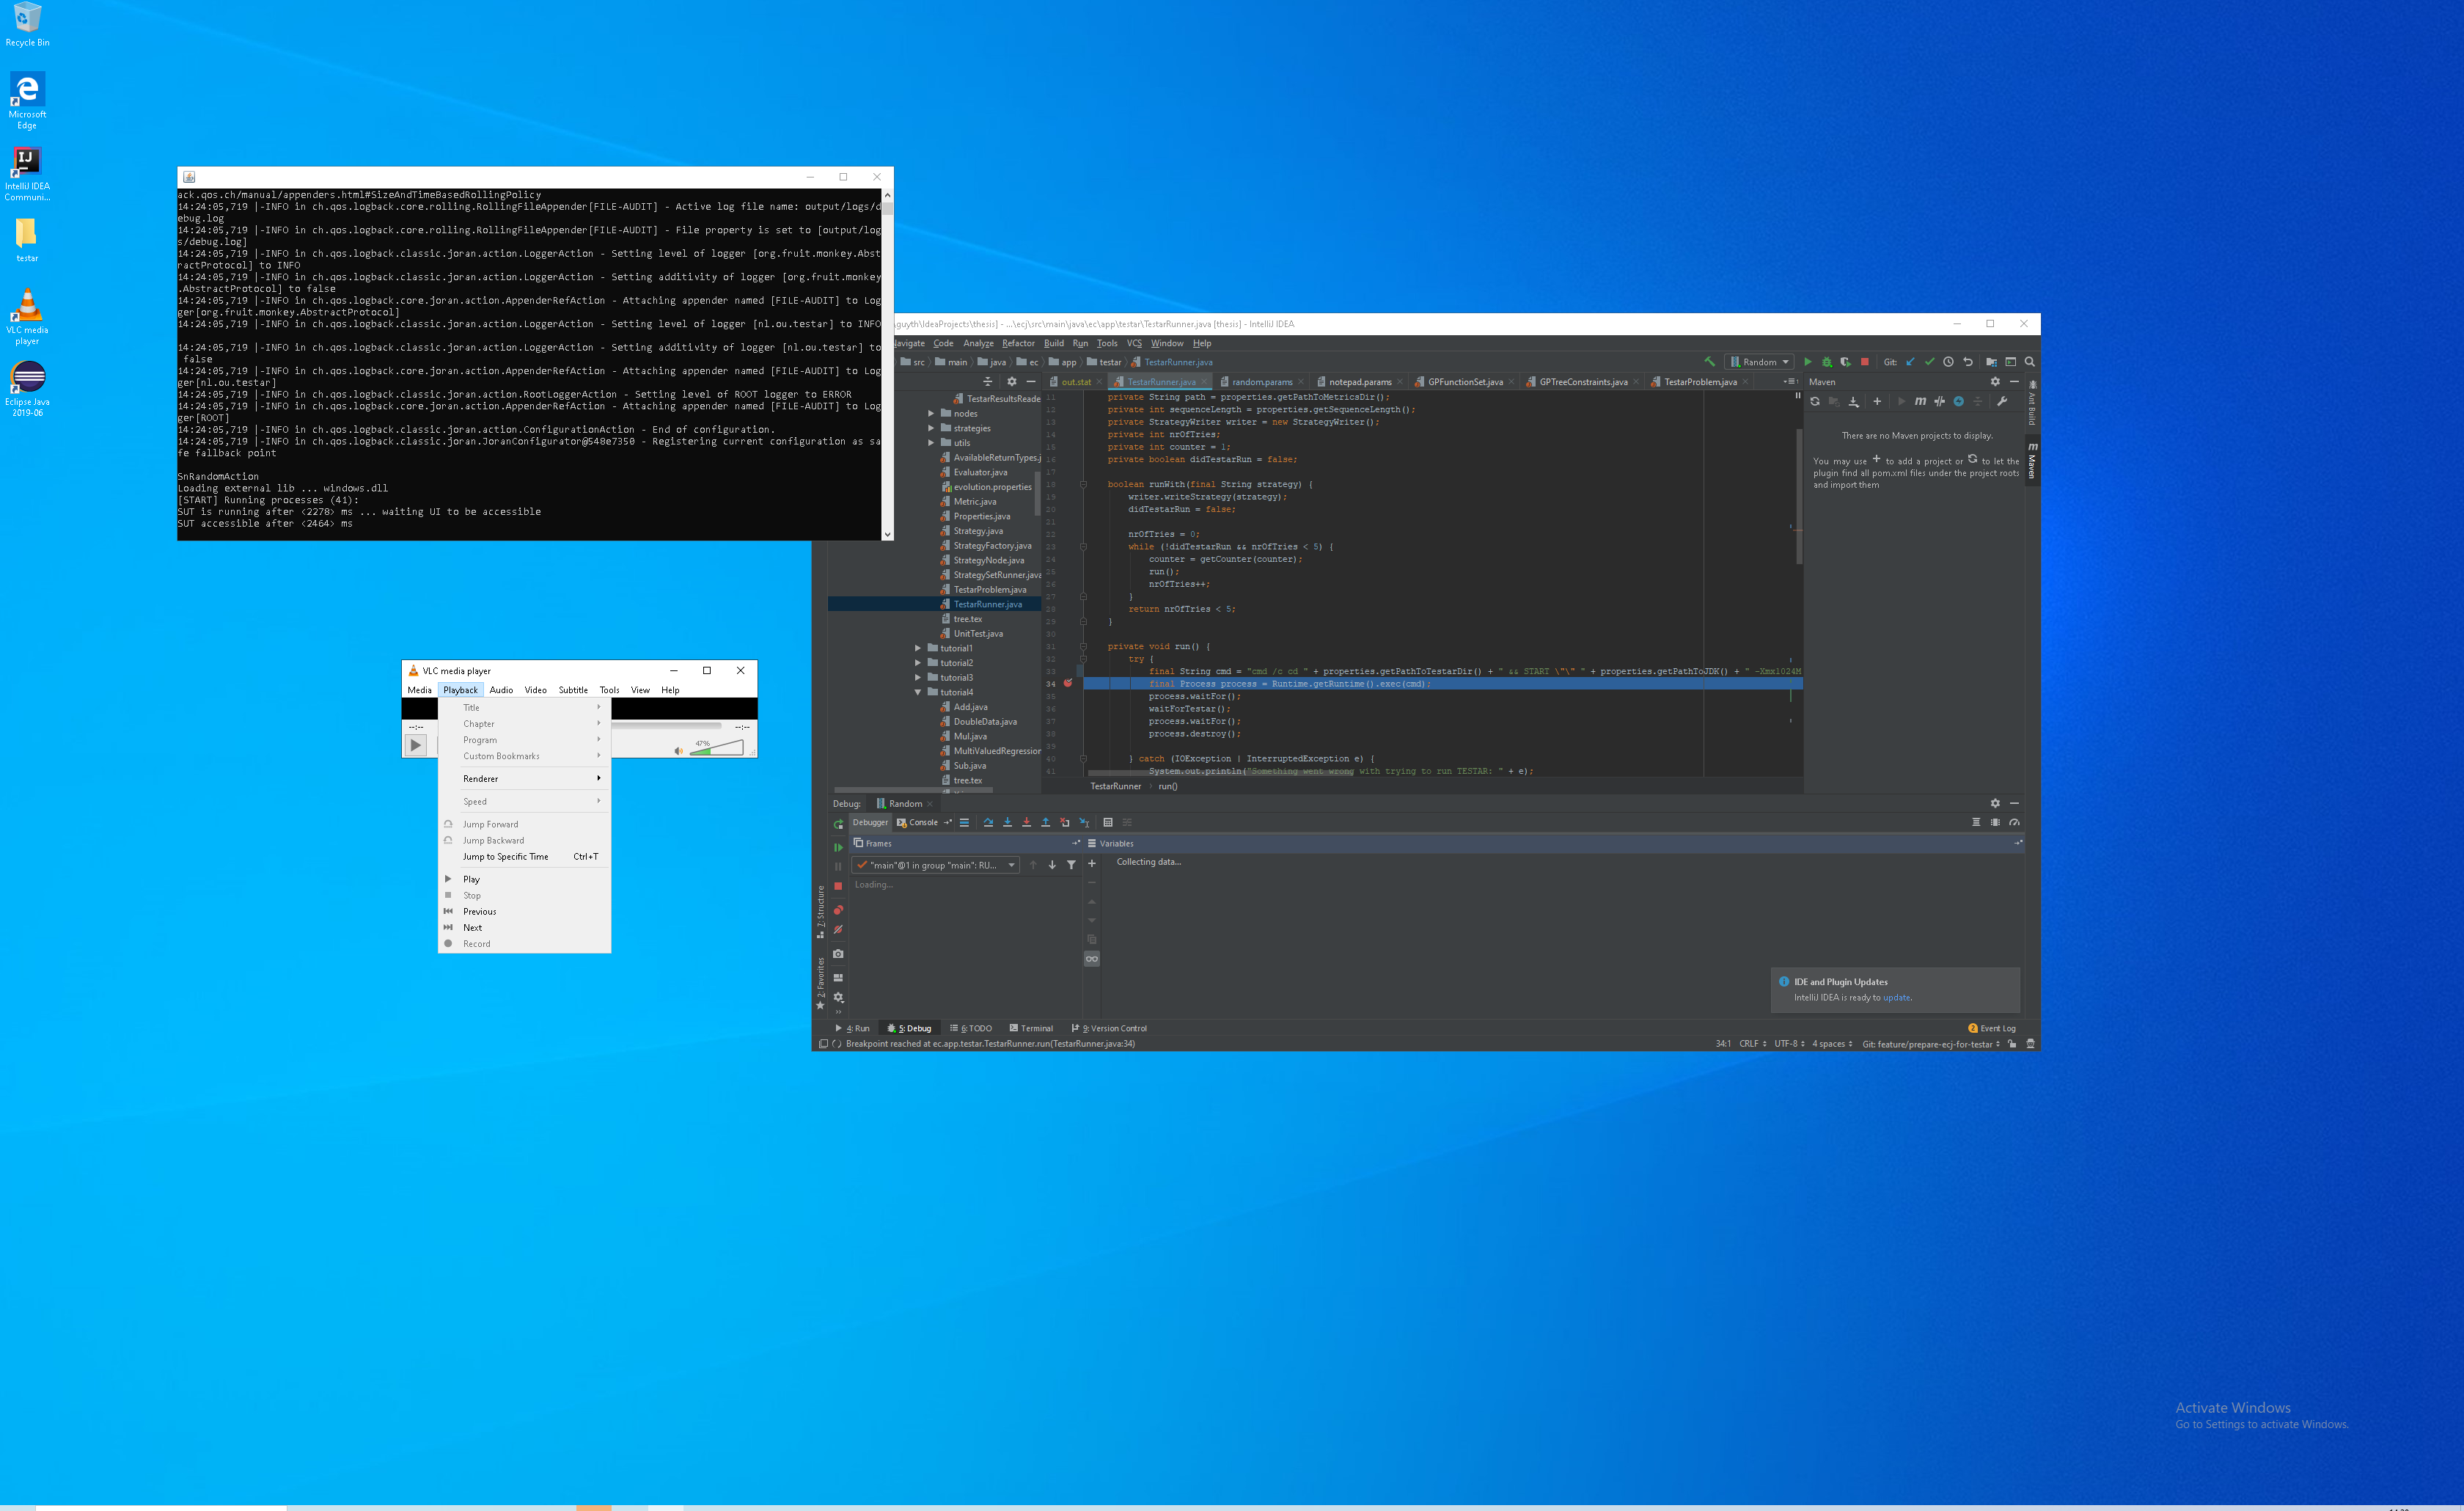 Recycle Bin
Microsoft
Edge
IntelliJ IDEA
Communi...
testar
VLC media
player
Eclipse Java
2019-06
ack.qos.ch/manual/appenders.html#SizeAndTimeBasedRollingPolicy
14:24:05,719 |-INFO in ch.qos.logback.core.rolling.RollingFileAppender[FILE-AUDIT] - Active log file name: output/logs/d
ebug.log
14:24:05,719 |-INFO in ch.qos.logback.core.rolling.RollingFileAppender[FILE-AUDIT] - File property is set to [output/log
s/debug.log]
14:24:05,719 |-INFO in ch.qos.logback.classic.joran.action.LoggerAction - Setting level of logger [org.fruit.monkey.Abst
ractProtocol] to INFO
14:24:05,719 |-INFO in ch.qos.logback.classic.joran.action.LoggerAction - Setting additivity of logger [org.fruit.monkey
.AbstractProtocol] to false
14:24:05,719 |-INFO in ch.qos.logback.core.joran.action.AppenderRefAction - Attaching appender named [FILE-AUDIT] to Log
ger[org.fruit.monkey.AbstractProtocol]
14:24:05,719 |-INFO in ch.qos.logback.classic.joran.action.LoggerAction - Setting level of logger [nl.ou.testar] to INFO
14:24:05,719 |-INFO in ch.qos.logback.classic.joran.action.LoggerAction - Setting additivity of logger [nl.ou.testar] to
false
14:24:05,719 |-INFO in ch.qos.logback.core.joran.action.AppenderRefAction - Attaching appender named [FILE-AUDIT] to Log
ger[nl.ou.testar]
14:24:05,719 |-INFO in ch.qos.logback.classic.joran.action.RootLoggerAction - Setting level of ROOT logger to ERROR
14:24:05,719 |-INFO in ch.qos.logback.core.joran.action.AppenderRefAction - Attaching appender named [FILE-AUDIT] to Log
ger[ROOT]
14:24:05,719 |-INFO in ch.qos.logback.classic.joran.action.ConfigurationAction - End of configuration.
14:24:05,719 |-INFO in ch.qos.logback.classic.joran.JoranConfigurator@548e7350 - Registering current configuration as sa
fe fallback point
SnRandomAction
Loading external lib ... windows.dll
[START] Running processes (41):
SUT is running after <2278> ms ... waiting UI to be accessible
SUT accessible after <2464> ms
VLC media player
Media Playback Audio Video Subtitle Tools View Help
--:-- --:--
47%
Title
Chapter
Program
Custom Bookmarks
Renderer
Speed
Jump Forward
Jump Backward
Jump to Specific Time Ctrl+T
Play
Stop
Previous
Next
Record
guyth\IdeaProjects\thesis] - ...\ecj\src\main\java\ec\app\testar\TestarRunner.java [thesis] - IntelliJ IDEA
Navigate Code Analyze Refactor Build Run Tools VCS Window Help
src main java ec app testar TestarRunner.java
Random Git:
out.stat TestarRunner.java random.params notepad.params GPFunctionSet.java GPTreeConstraints.java TestarProblem.java
TestarResultsReade
nodes
strategies
utils
AvailableReturnTypes.j
Evaluator.java
evolution.properties
Metric.java
Properties.java
Strategy.java
StrategyFactory.java
StrategyNode.java
StrategySetRunner.java
TestarProblem.java
TestarRunner.java
tree.tex
UnitTest.java
tutorial1
tutorial2
tutorial3
tutorial4
Add.java
DoubleData.java
Mul.java
MultiValuedRegression
Sub.java
tree.tex
11 private String path = properties.getPathToMetricsDir();
12 private int sequenceLength = properties.getSequenceLength();
13 private StrategyWriter writer = new StrategyWriter();
14 private int nrOfTries;
15 private int counter = 1;
16 private boolean didTestarRun = false;
17
18 boolean runWith(final String strategy) {
19 writer.writeStrategy(strategy);
20 didTestarRun = false;
21
22 nrOfTries = 0;
23 while (!didTestarRun && nrOfTries < 5) {
24 counter = getCounter(counter);
25 run();
26 nrOfTries++;
27 }
28 return nrOfTries < 5;
29 }
30
31 private void run() {
32 try {
33 final String cmd = "cmd /c cd " + properties.getPathToTestarDir() + " && START \"\" " + properties.getPathToJDK() + " -Xmx1024M
34 final Process process = Runtime.getRuntime().exec(cmd);
35 process.waitFor();
36 waitForTestar();
37 process.waitFor();
38 process.destroy();
39
40 } catch (IOException | InterruptedException e) {
41 System.out.println("Something went wrong with trying to run TESTAR: " + e);
TestarRunner run()
Maven
There are no Maven projects to display.
You may use + to add a project or to let the
plugin find all pom.xml files under the project roots
and import them
Ant Build
Maven
Debug: Random
Debugger Console
Frames Variables
"main"@1 in group "main": RU...
Loading...
Collecting data...
7: Structure
2: Favorites
IDE and Plugin Updates
IntelliJ IDEA is ready to update.
4: Run 5: Debug 6: TODO Terminal 9: Version Control 2 Event Log
Breakpoint reached at ec.app.testar.TestarRunner.run(TestarRunner.java:34) 34:1 CRLF UTF-8 4 spaces Git: feature/prepare-ecj-for-testar
Activate Windows
Go to Settings to activate Windows.